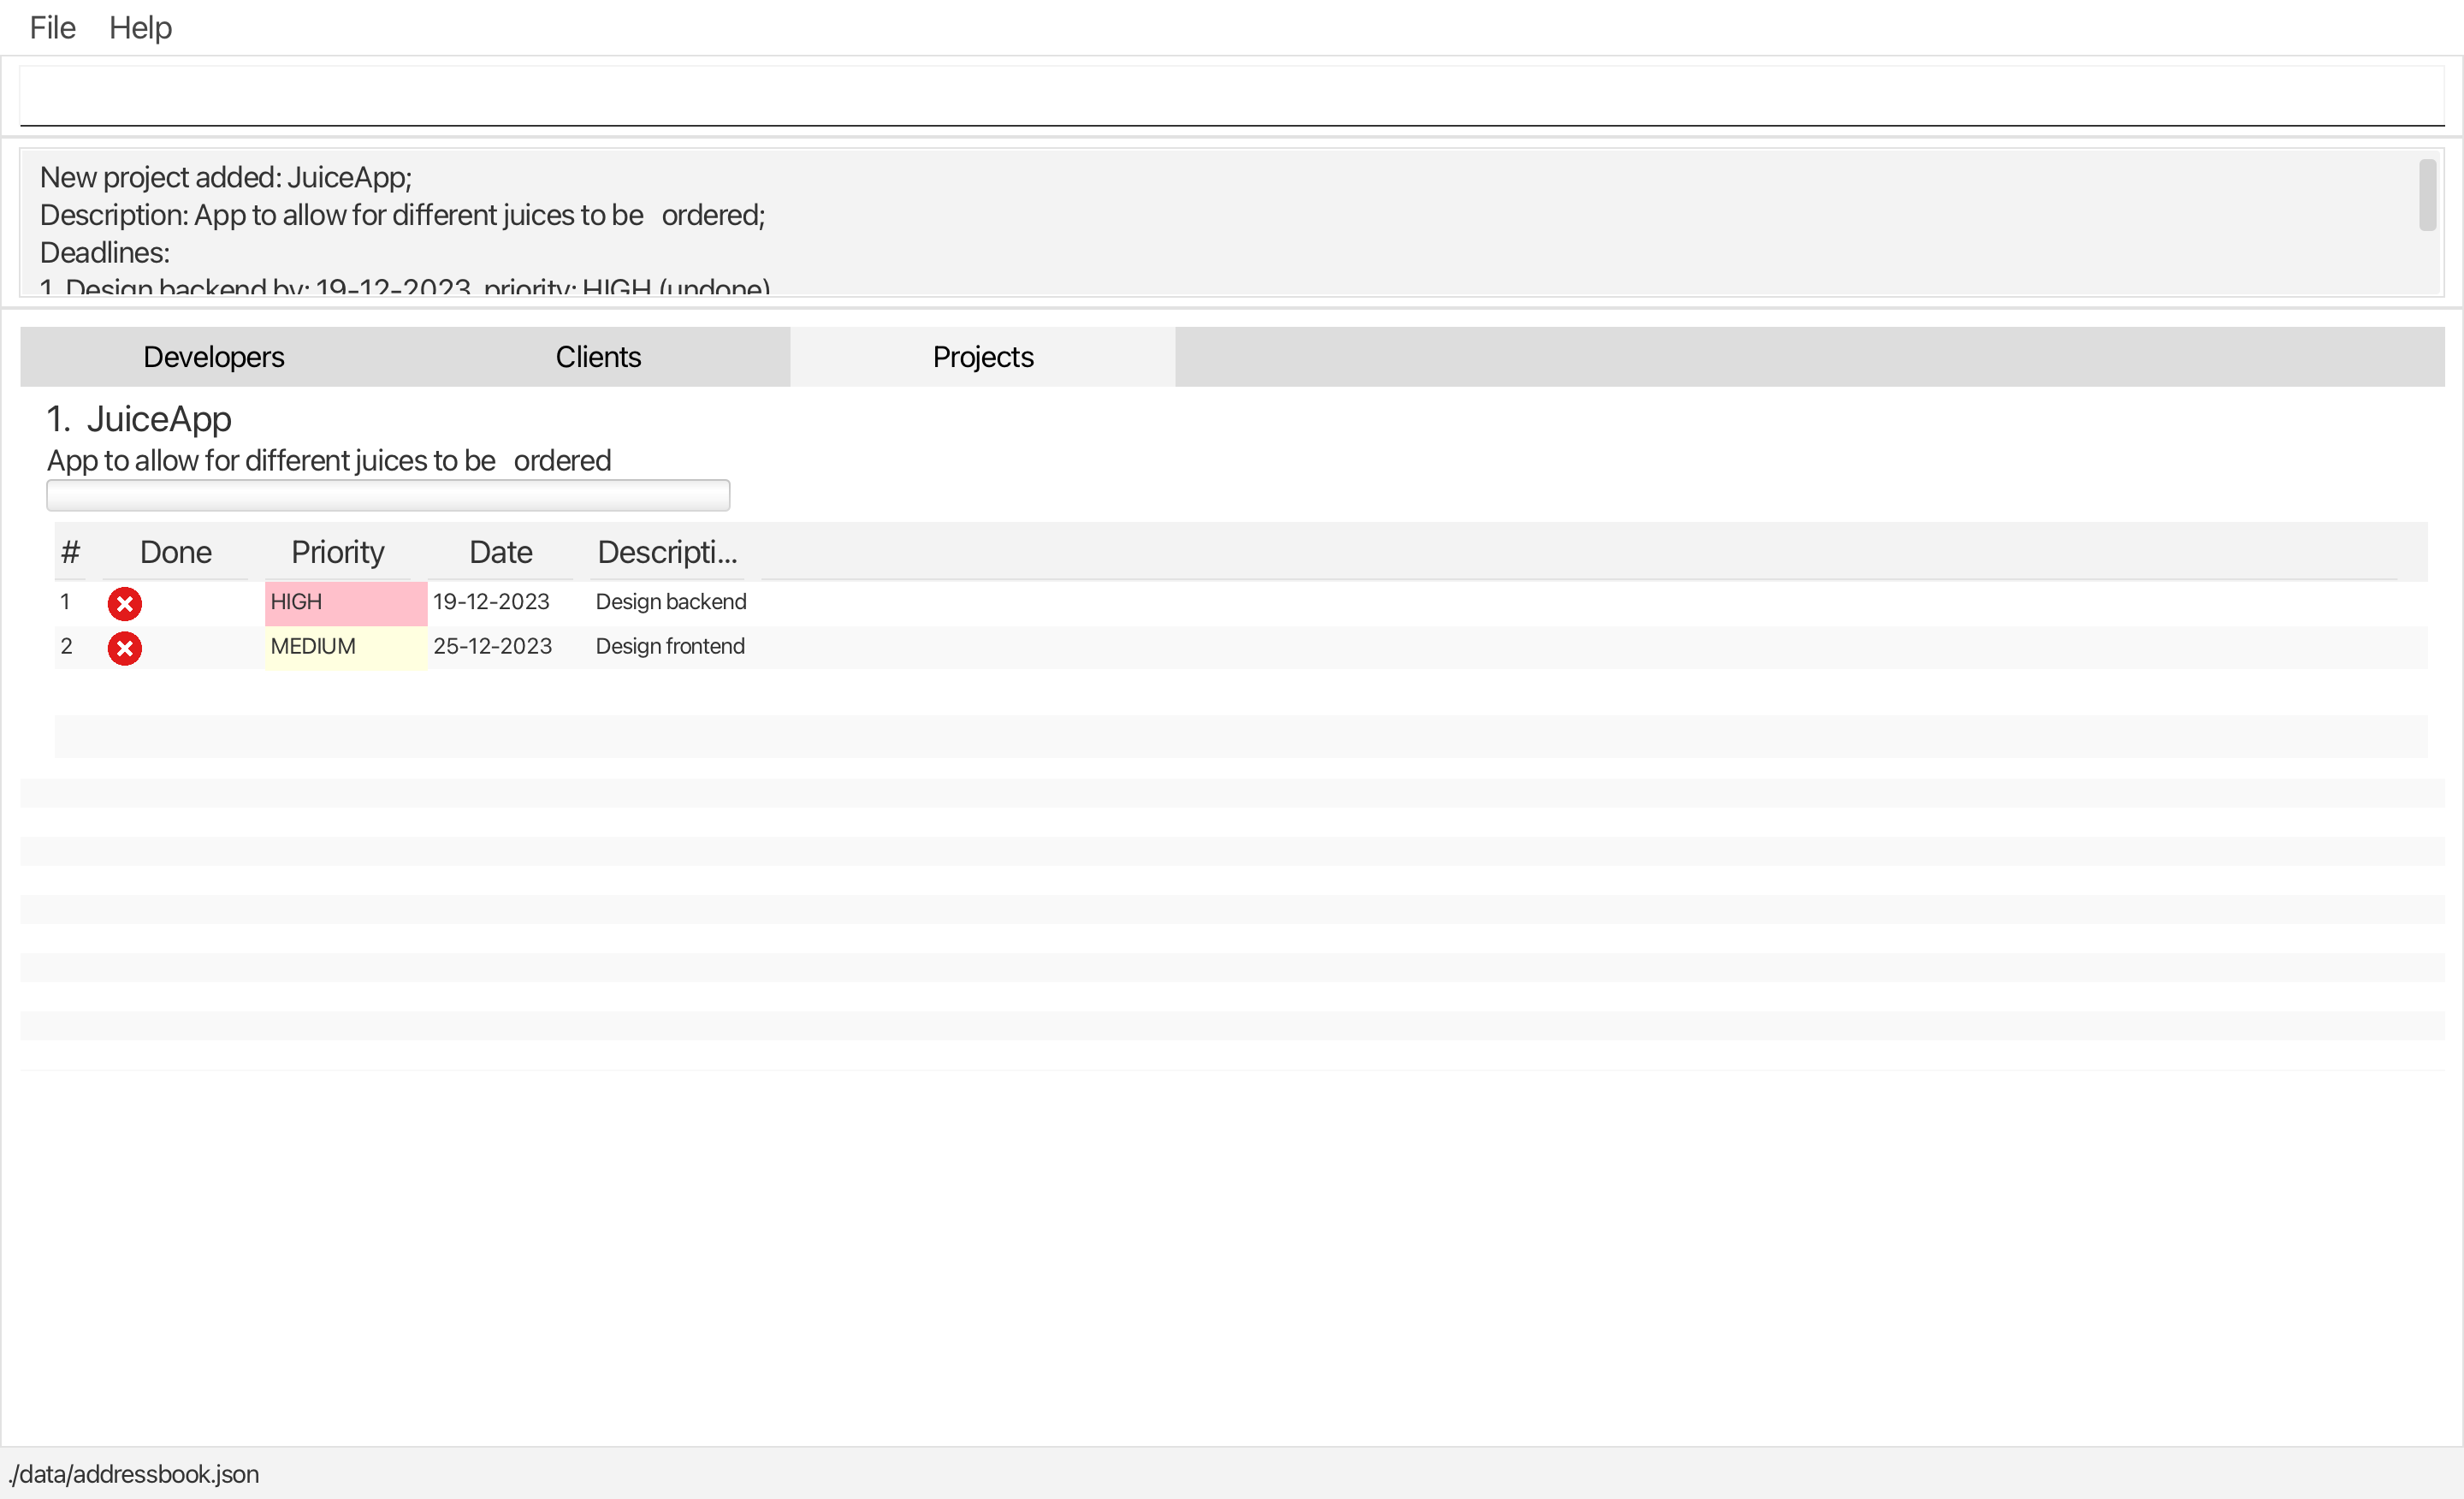 File Help
New project added: JuiceApp;
Description: App to allow for different juices to be   ordered;
Deadlines:
1. Design backend by: 19-12-2023, priority: HIGH (undone)
Developers Clients Projects
1. JuiceApp
App to allow for different juices to be   ordered
# Done Priority Date Descripti...
1 HIGH 19-12-2023 Design backend
2 MEDIUM 25-12-2023 Design frontend
./data/addressbook.json